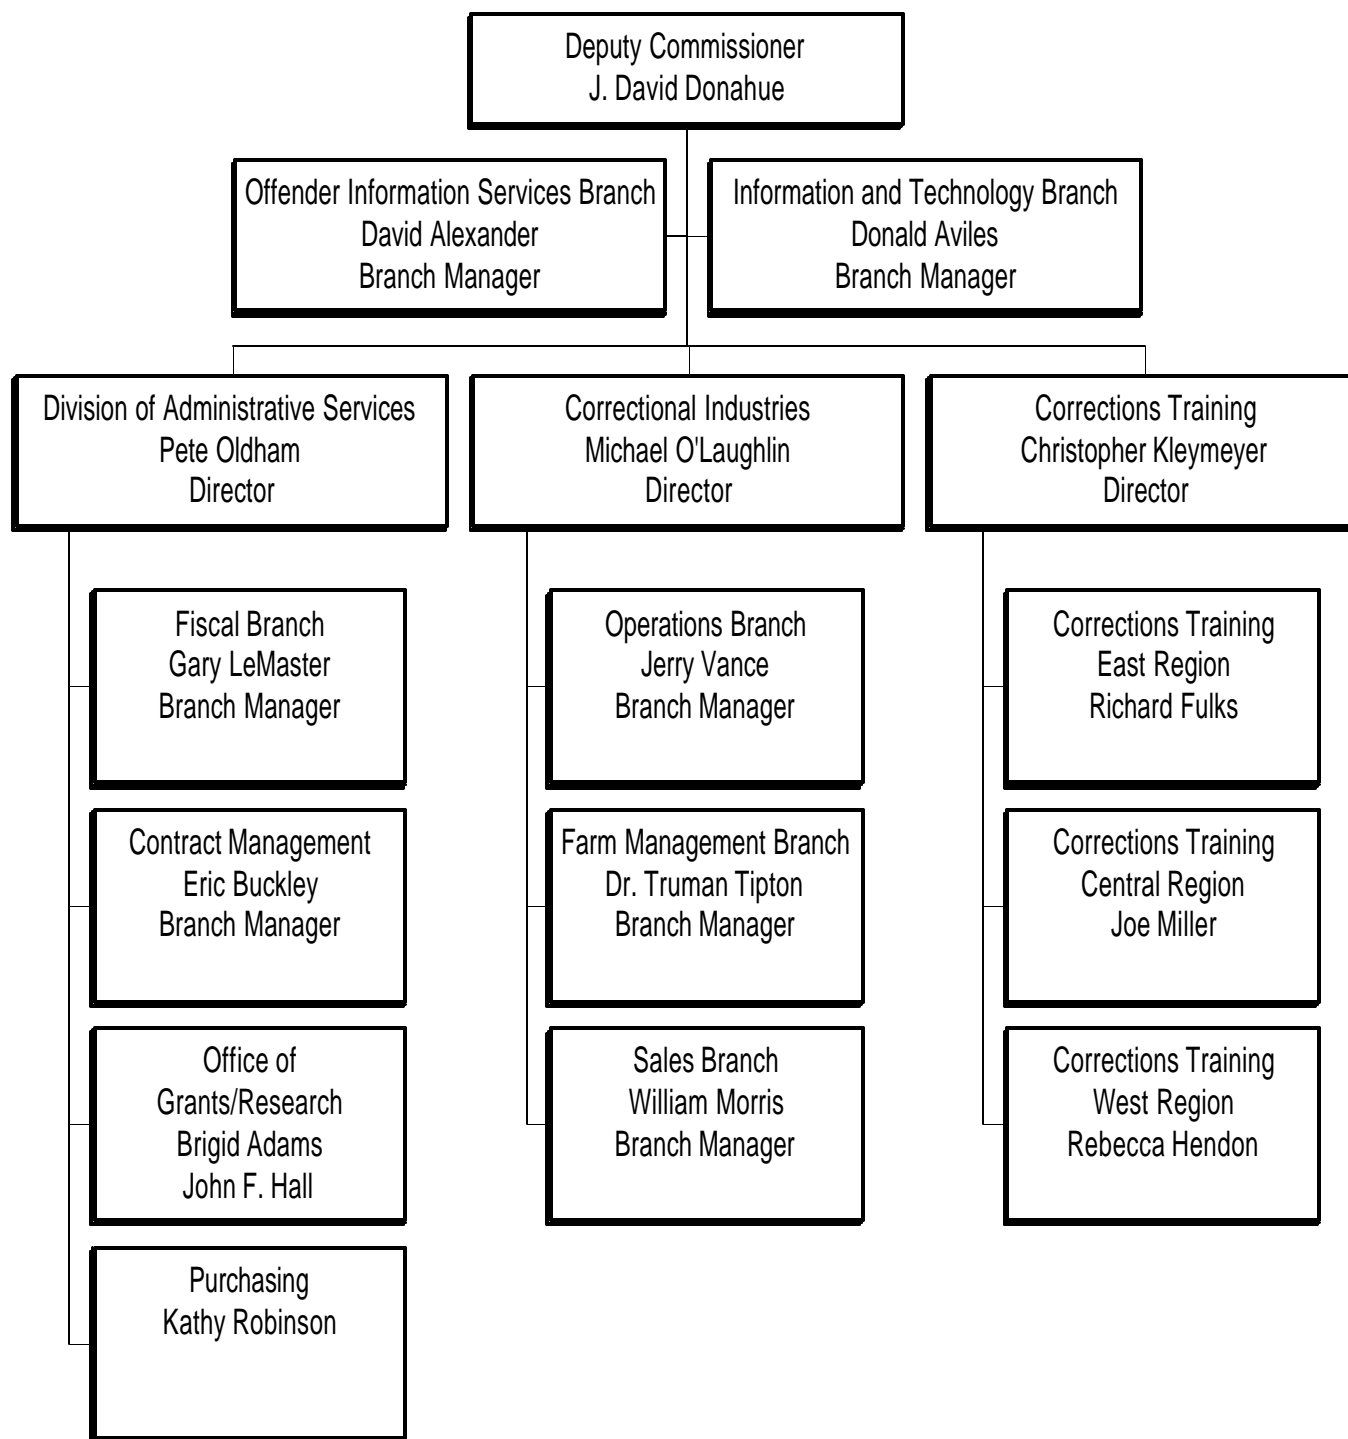 Deputy Commissioner
J. David Donahue
Offender Information Services Branch
David Alexander
Branch Manager
Information and Technology Branch
Donald Aviles
Branch Manager
Division of Administrative Services
Pete Oldham
Director
Correctional Industries
Michael O'Laughlin
Director
Corrections Training
Christopher Kleymeyer
Director
Fiscal Branch
Gary LeMaster
Branch Manager
Contract Management
Eric Buckley
Branch Manager
Office of
Grants/Research
Brigid Adams
John F. Hall
Purchasing
Kathy Robinson
Operations Branch
Jerry Vance
Branch Manager
Farm Management Branch
Dr. Truman Tipton
Branch Manager
Sales Branch
William Morris
Branch Manager
Corrections Training
East Region
Richard Fulks
Corrections Training
Central Region
Joe Miller
Corrections Training
West Region
Rebecca Hendon